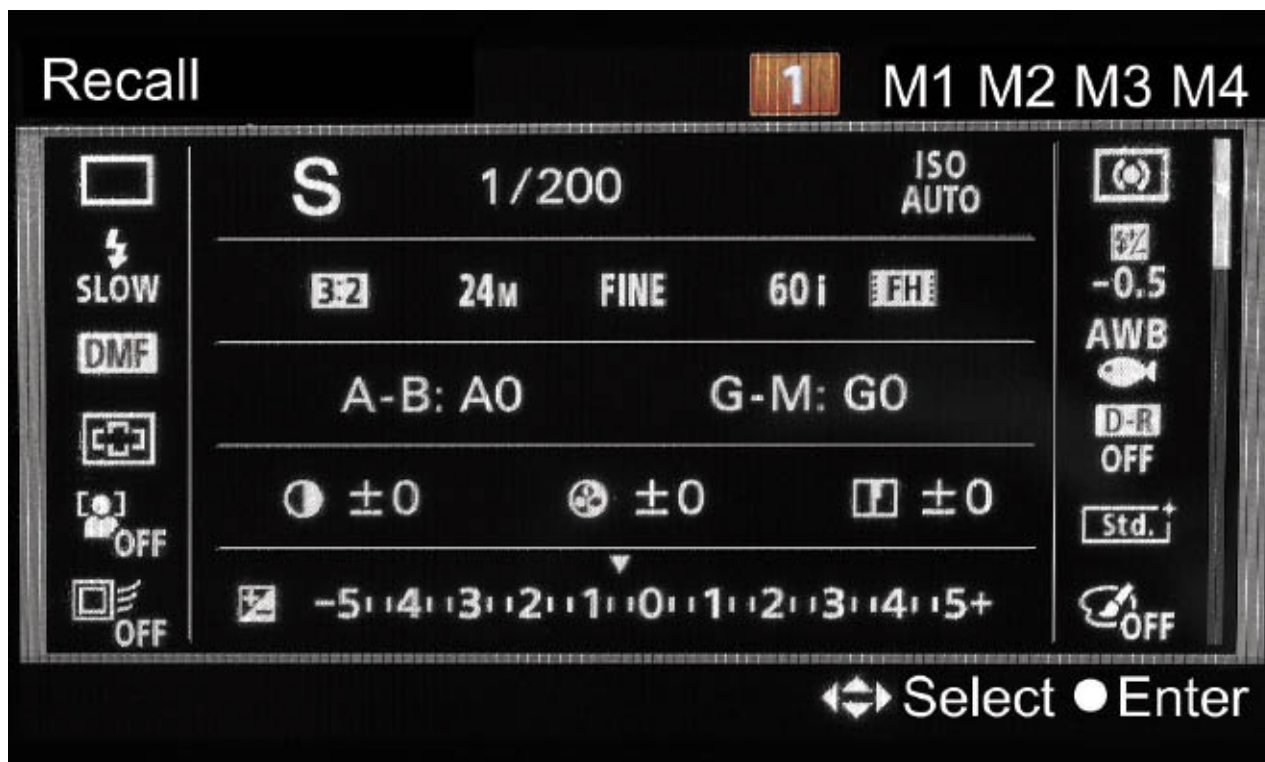 Recall 1 M1 M2 M3 M4
S 1/200 ISO AUTO
SLOW
-0.5
3:2 24M FINE 60i FH
DMF
AWB
A-B: A0 G-M: G0
D-R
OFF
±0 ±0 ±0
OFF
Std.
-5 4 3 2 1 0 1 2 3 4 5+
OFF
OFF
Select Enter